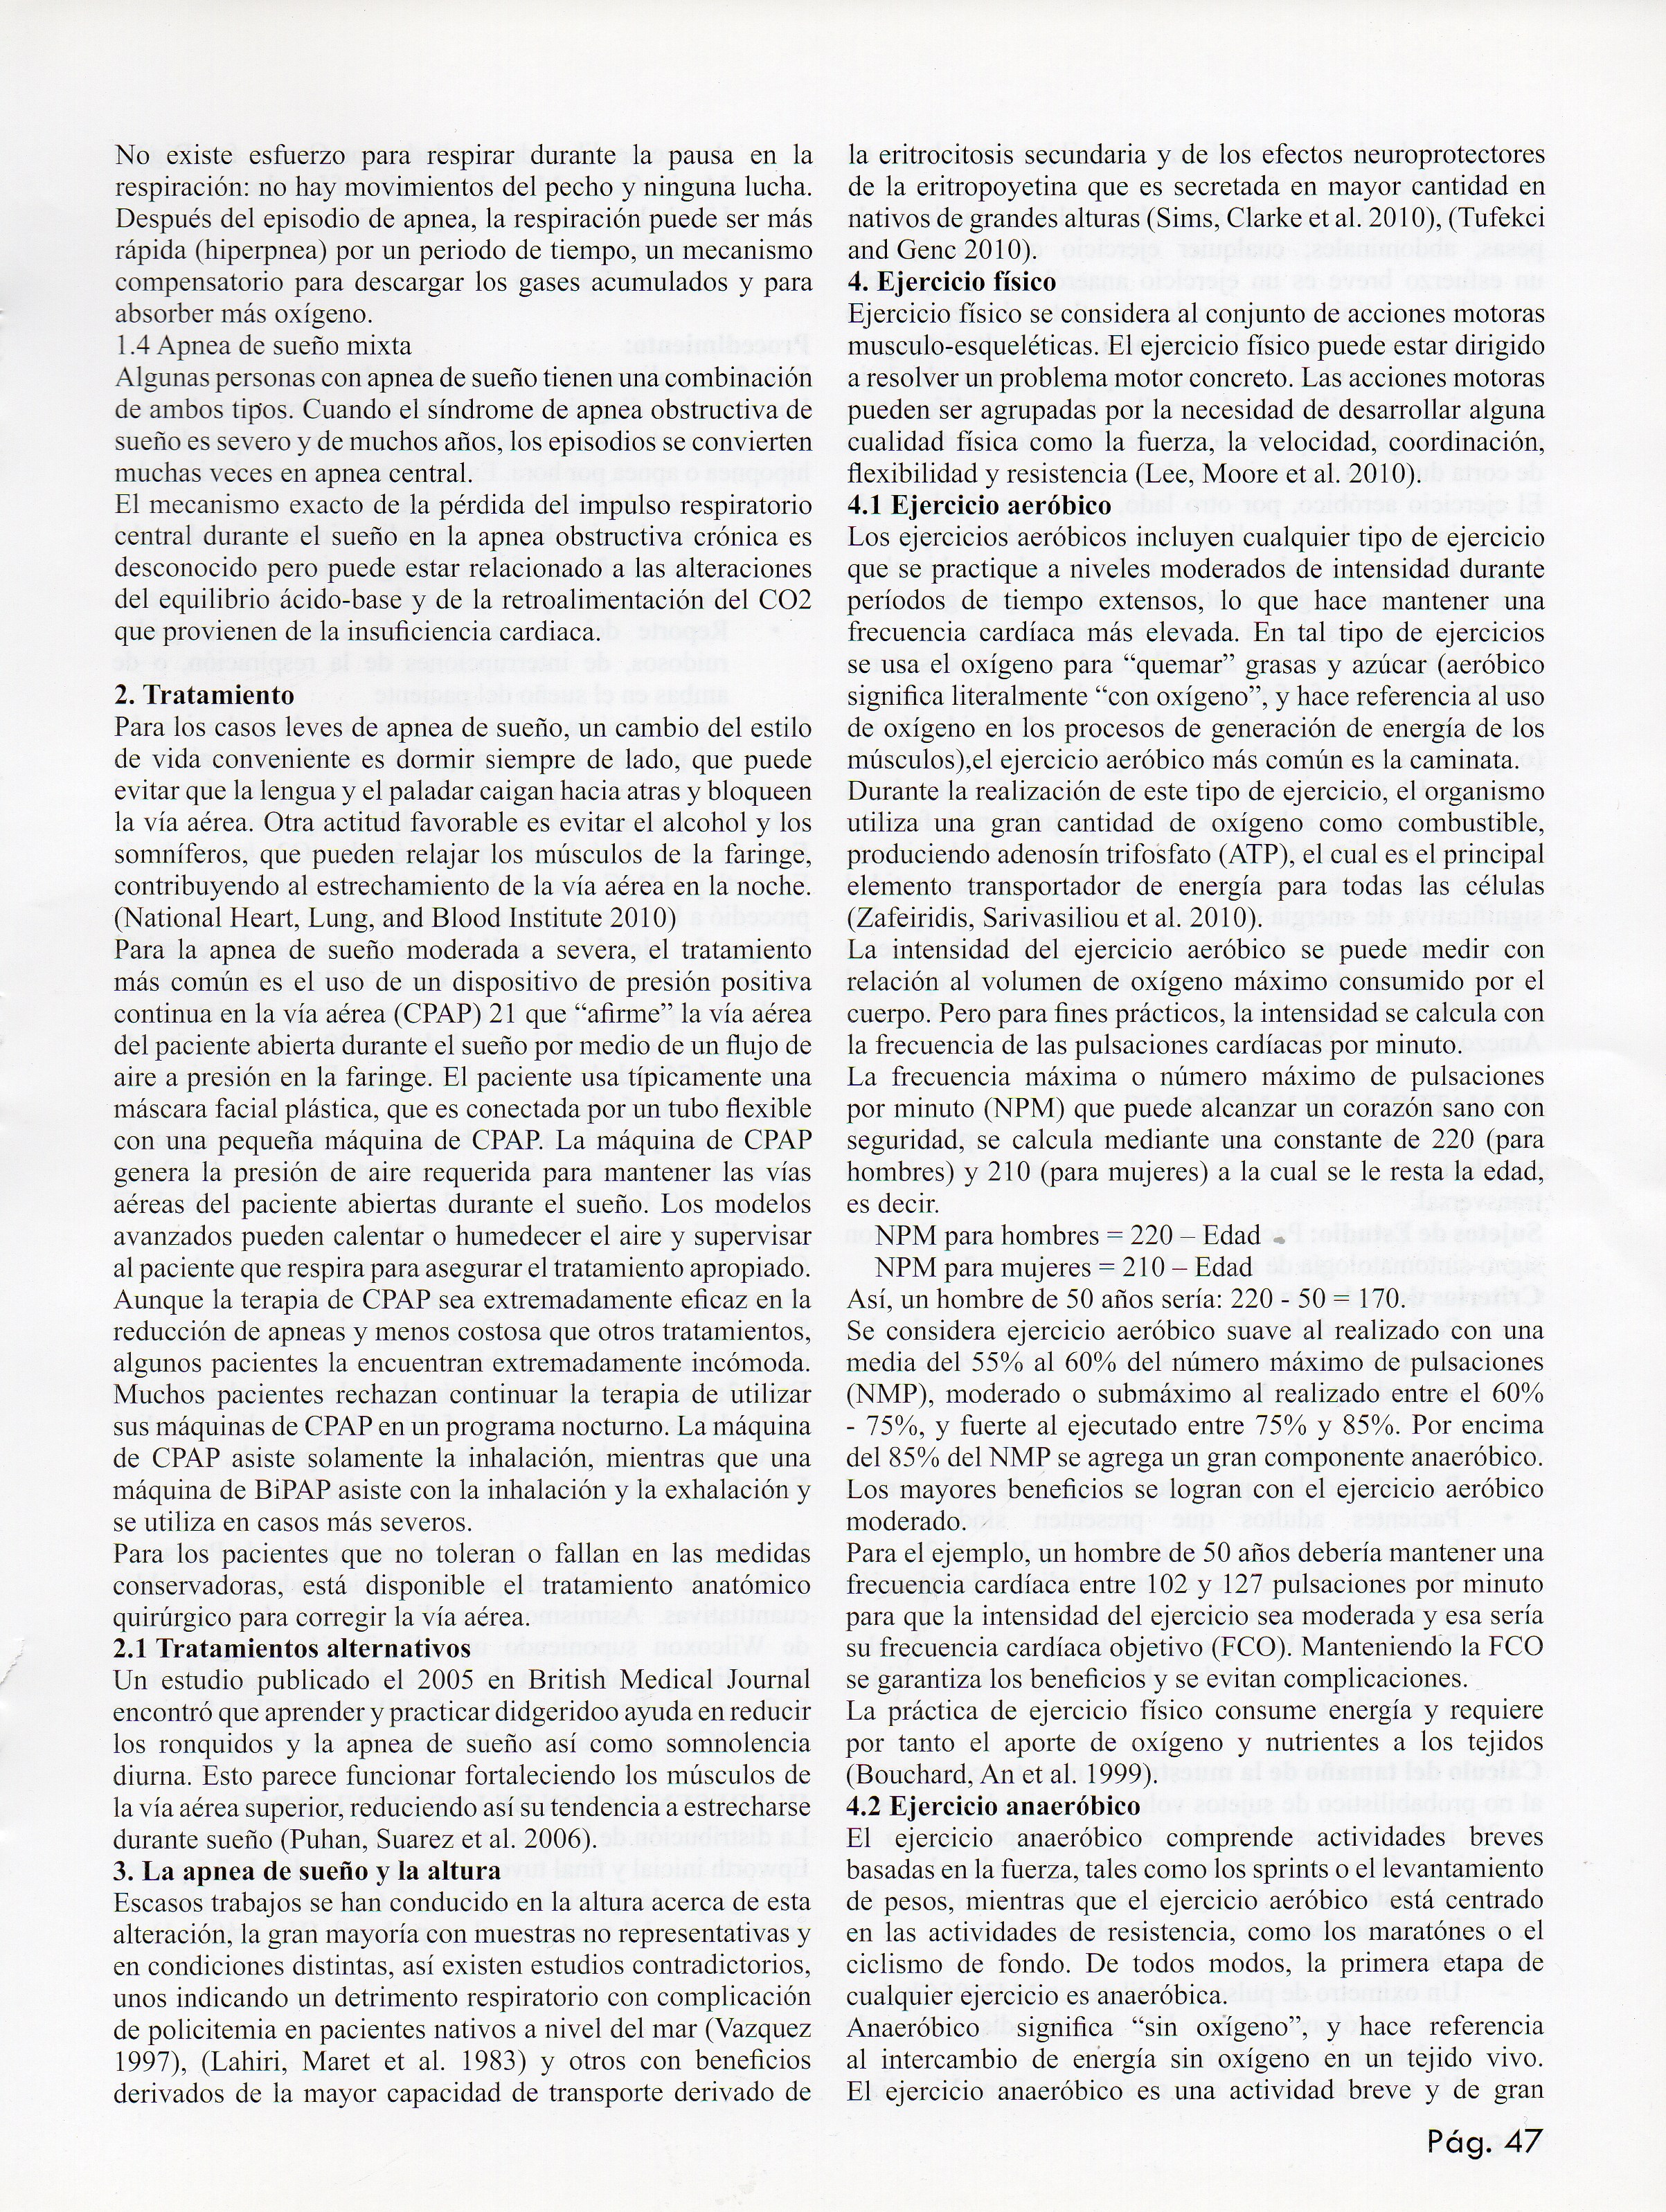 No existe esfuerzo para respirar durante la pausa en la
respiración: no hay movimientos del pecho y ninguna lucha.
Después del episodio de apnea, la respiración puede ser más
rápida (hiperpnea) por un periodo de tiempo, un mecanismo
compensatorio para descargar los gases acumulados y para
absorber más oxígeno.
1.4 Apnea de sueño mixta
Algunas personas con apnea de sueño tienen una combinación
de ambos tipos. Cuando el síndrome de apnea obstructiva de
sueño es severo y de muchos años, los episodios se convierten
muchas veces en apnea central.
El mecanismo exacto de la pérdida del impulso respiratorio
central durante el sueño en la apnea obstructiva crónica es
desconocido pero puede estar relacionado a las alteraciones
del equilibrio ácido-base y de la retroalimentación del CO2
que provienen de la insuficiencia cardiaca.
2. Tratamiento
Para los casos leves de apnea de sueño, un cambio del estilo
de vida conveniente es dormir siempre de lado, que puede
evitar que la lengua y el paladar caigan hacia atras y bloqueen
la vía aérea. Otra actitud favorable es evitar el alcohol y los
somníferos, que pueden relajar los músculos de la faringe,
contribuyendo al estrechamiento de la vía aérea en la noche.
(National Heart, Lung, and Blood Institute 2010)
Para la apnea de sueño moderada a severa, el tratamiento
más común es el uso de un dispositivo de presión positiva
continua en la vía aérea (CPAP) 21 que “afirme” la vía aérea
del paciente abierta durante el sueño por medio de un flujo de
aire a presión en la faringe. El paciente usa típicamente una
máscara facial plástica, que es conectada por un tubo flexible
con una pequeña máquina de CPAP. La máquina de CPAP
genera la presión de aire requerida para mantener las vías
aéreas del paciente abiertas durante el sueño. Los modelos
avanzados pueden calentar o humedecer el aire y supervisar
al paciente que respira para asegurar el tratamiento apropiado.
Aunque la terapia de CPAP sea extremadamente eficaz en la
reducción de apneas y menos costosa que otros tratamientos,
algunos pacientes la encuentran extremadamente incómoda.
Muchos pacientes rechazan continuar la terapia de utilizar
sus máquinas de CPAP en un programa nocturno. La máquina
de CPAP asiste solamente la inhalación, mientras que una
máquina de BiPAP asiste con la inhalación y la exhalación y
se utiliza en casos más severos.
Para los pacientes que no toleran o fallan en las medidas
conservadoras, está disponible el tratamiento anatómico
quirúrgico para corregir la vía aérea.
2.1 Tratamientos alternativos
Un estudio publicado el 2005 en British Medical Journal
encontró que aprender y practicar didgeridoo ayuda en reducir
los ronquidos y la apnea de sueño así como somnolencia
diurna. Esto parece funcionar fortaleciendo los músculos de
la vía aérea superior, reduciendo así su tendencia a estrecharse
durante sueño (Puhan, Suarez et al. 2006).
3. La apnea de sueño y la altura
Escasos trabajos se han conducido en la altura acerca de esta
alteración, la gran mayoría con muestras no representativas y
en condiciones distintas, así existen estudios contradictorios,
unos indicando un detrimento respiratorio con complicación
de policitemia en pacientes nativos a nivel del mar (Vazquez
1997), (Lahiri, Maret et al. 1983) y otros con beneficios
derivados de la mayor capacidad de transporte derivado de
la eritrocitosis secundaria y de los efectos neuroprotectores
de la eritropoyetina que es secretada en mayor cantidad en
nativos de grandes alturas (Sims, Clarke et al. 2010), (Tufekci
and Genc 2010).
4. Ejercicio físico
Ejercicio físico se considera al conjunto de acciones motoras
musculo-esqueléticas. El ejercicio físico puede estar dirigido
a resolver un problema motor concreto. Las acciones motoras
pueden ser agrupadas por la necesidad de desarrollar alguna
cualidad física como la fuerza, la velocidad, coordinación,
flexibilidad y resistencia (Lee, Moore et al. 2010).
4.1 Ejercicio aeróbico
Los ejercicios aeróbicos incluyen cualquier tipo de ejercicio
que se practique a niveles moderados de intensidad durante
períodos de tiempo extensos, lo que hace mantener una
frecuencia cardíaca más elevada. En tal tipo de ejercicios
se usa el oxígeno para “quemar” grasas y azúcar (aeróbico
significa literalmente “con oxígeno”, y hace referencia al uso
de oxígeno en los procesos de generación de energía de los
músculos),el ejercicio aeróbico más común es la caminata.
Durante la realización de este tipo de ejercicio, el organismo
utiliza una gran cantidad de oxígeno como combustible,
produciendo adenosín trifosfato (ATP), el cual es el principal
elemento transportador de energía para todas las células
(Zafeiridis, Sarivasiliou et al. 2010).
La intensidad del ejercicio aeróbico se puede medir con
relación al volumen de oxígeno máximo consumido por el
cuerpo. Pero para fines prácticos, la intensidad se calcula con
la frecuencia de las pulsaciones cardíacas por minuto.
La frecuencia máxima o número máximo de pulsaciones
por minuto (NPM) que puede alcanzar un corazón sano con
seguridad, se calcula mediante una constante de 220 (para
hombres) y 210 (para mujeres) a la cual se le resta la edad,
es decir.
NPM para hombres = 220 – Edad
NPM para mujeres = 210 – Edad
Así, un hombre de 50 años sería: 220 - 50 = 170.
Se considera ejercicio aeróbico suave al realizado con una
media del 55% al 60% del número máximo de pulsaciones
(NMP), moderado o submáximo al realizado entre el 60%
- 75%, y fuerte al ejecutado entre 75% y 85%. Por encima
del 85% del NMP se agrega un gran componente anaeróbico.
Los mayores beneficios se logran con el ejercicio aeróbico
moderado.
Para el ejemplo, un hombre de 50 años debería mantener una
frecuencia cardíaca entre 102 y 127 pulsaciones por minuto
para que la intensidad del ejercicio sea moderada y esa sería
su frecuencia cardíaca objetivo (FCO). Manteniendo la FCO
se garantiza los beneficios y se evitan complicaciones.
La práctica de ejercicio físico consume energía y requiere
por tanto el aporte de oxígeno y nutrientes a los tejidos
(Bouchard, An et al. 1999).
4.2 Ejercicio anaeróbico
El ejercicio anaeróbico comprende actividades breves
basadas en la fuerza, tales como los sprints o el levantamiento
de pesos, mientras que el ejercicio aeróbico está centrado
en las actividades de resistencia, como los maratónes o el
ciclismo de fondo. De todos modos, la primera etapa de
cualquier ejercicio es anaeróbica.
Anaeróbico significa “sin oxígeno”, y hace referencia
al intercambio de energía sin oxígeno en un tejido vivo.
El ejercicio anaeróbico es una actividad breve y de gran
Pág. 47